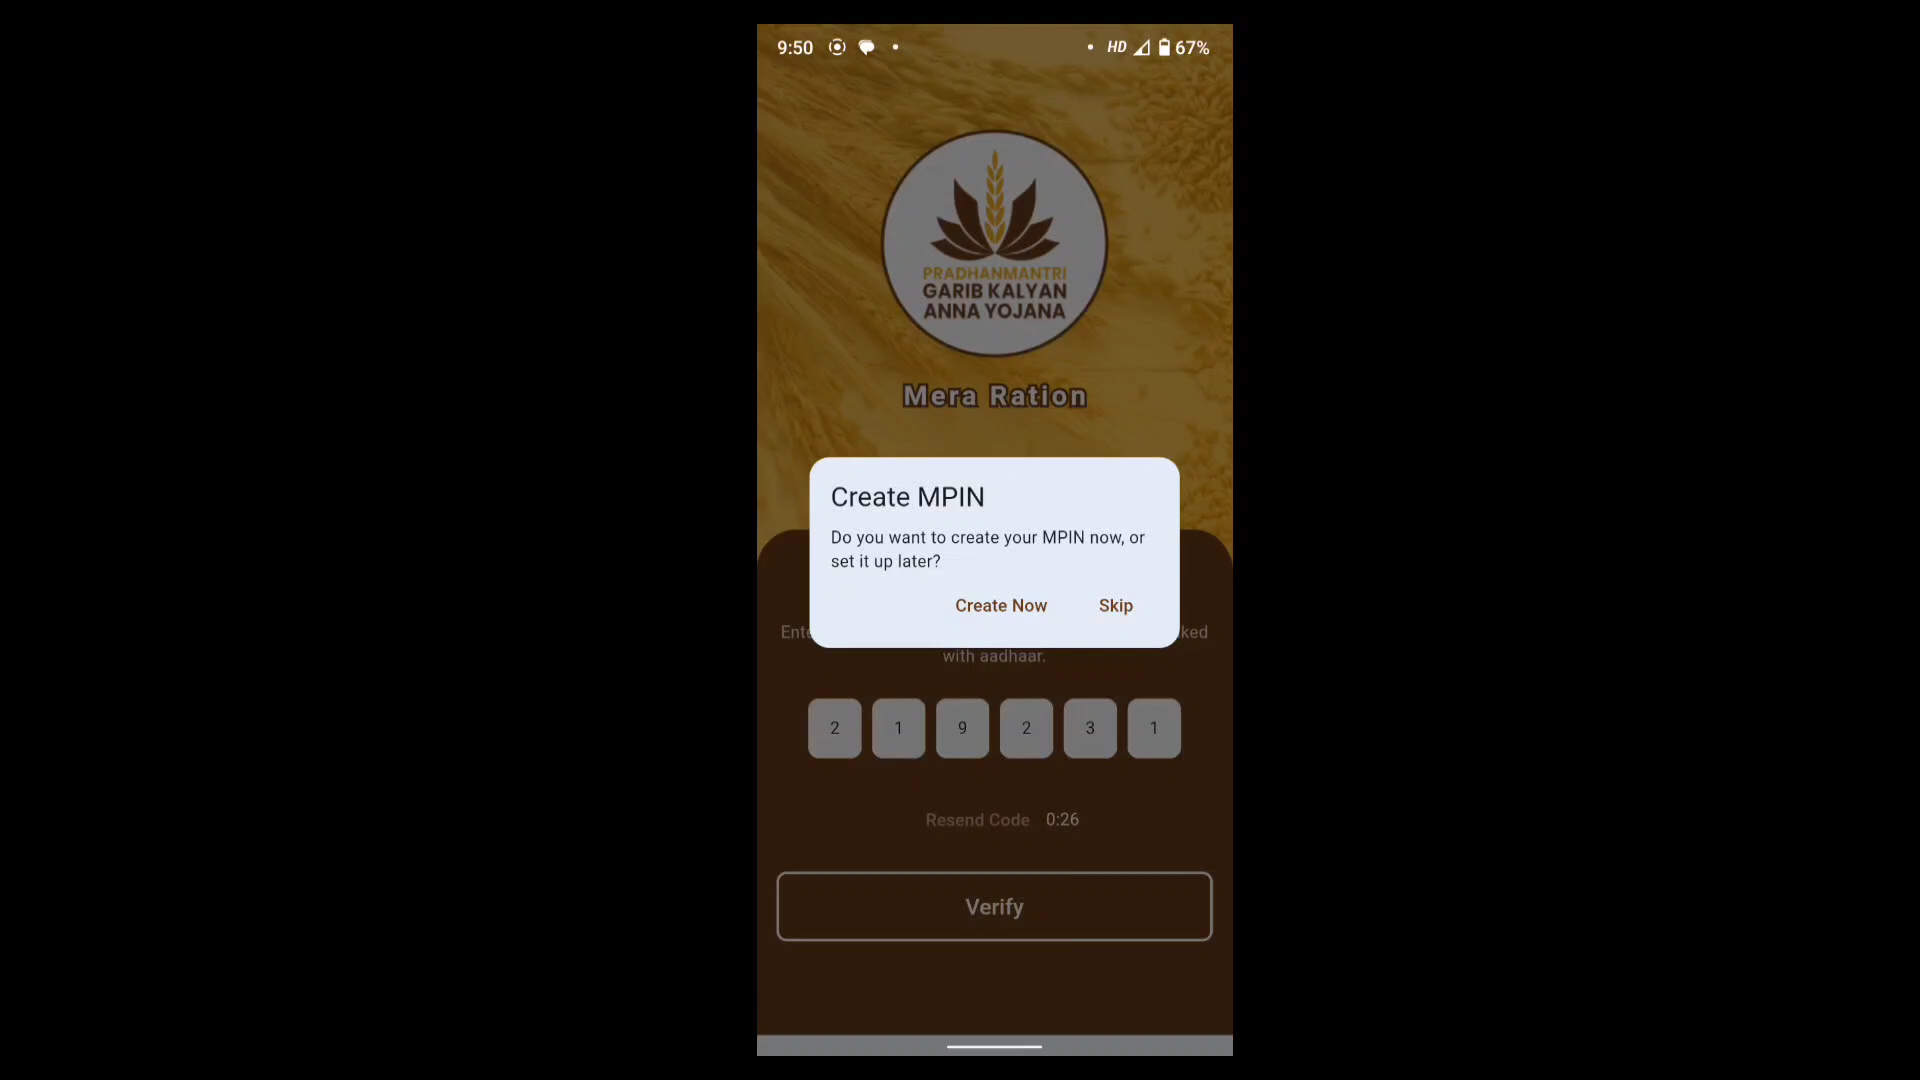 9:50 HD 67%
PRADHANMANTRI
GARIB KALYAN
ANNA YOJANA
Mera Ration
Create MPIN
Do you want to create your MPIN now, or
set it up later?
Create Now Skip
with aadhaar.
2 1 9 2 3 1
Resend Code 0:26
Verify